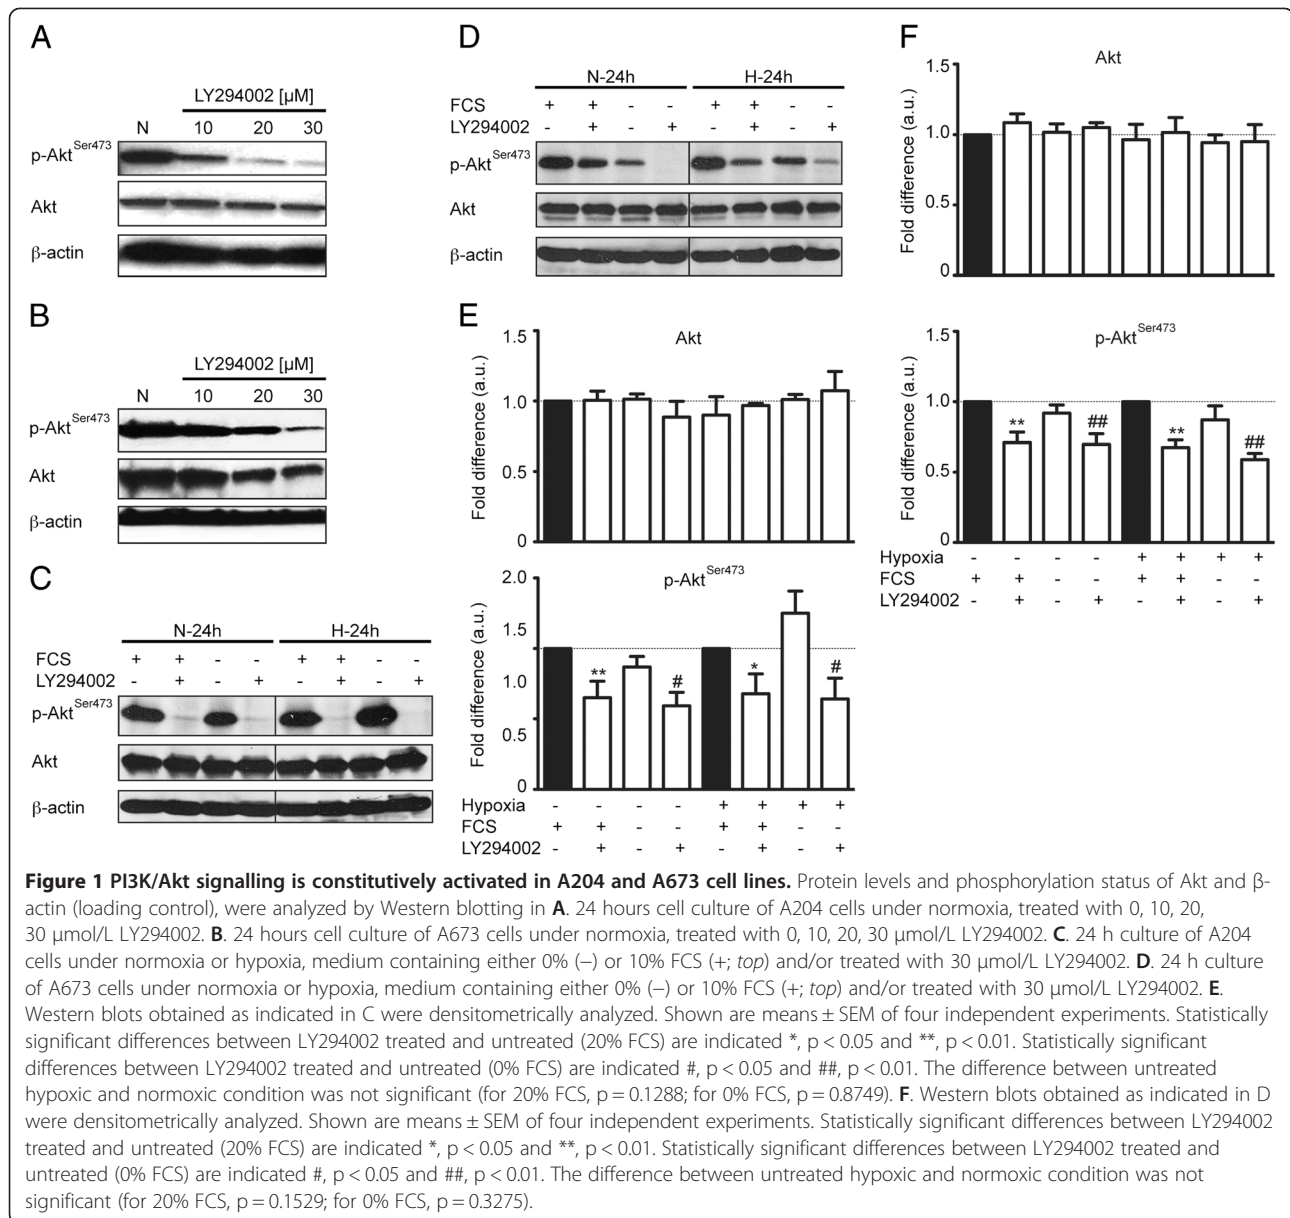 A
LY294002 [µM]
N 10 20 30
p-Akt^Ser473
Akt
β-actin
B
LY294002 [µM]
N 10 20 30
p-Akt^Ser473
Akt
β-actin
C
N-24h H-24h
FCS + + - - + + - -
LY294002 - + - + - + - +
p-Akt^Ser473
Akt
β-actin
D
N-24h H-24h
FCS + + - - + + - -
LY294002 - + - + - + - +
p-Akt^Ser473
Akt
β-actin
E
Akt
Fold difference (a.u.)
1.5
1.0
0.5
0
p-Akt^Ser473
Fold difference (a.u.)
2.0
1.5
1.0
0.5
0
** # * #
Hypoxia - - - - + + + +
FCS + + - - + + - -
LY294002 - + - + - + - +
F
Akt
Fold difference (a.u.)
1.5
1.0
0.5
0
p-Akt^Ser473
Fold difference (a.u.)
1.5
1.0
0.5
0
** ## ** ##
Hypoxia - - - - + + + +
FCS + + - - + + - -
LY294002 - + - + - + - +
Figure 1 PI3K/Akt signalling is constitutively activated in A204 and A673 cell lines. Protein levels and phosphorylation status of Akt and β-
actin (loading control), were analyzed by Western blotting in A. 24 hours cell culture of A204 cells under normoxia, treated with 0, 10, 20,
30 µmol/L LY294002. B. 24 hours cell culture of A673 cells under normoxia, treated with 0, 10, 20, 30 µmol/L LY294002. C. 24 h culture of A204
cells under normoxia or hypoxia, medium containing either 0% (−) or 10% FCS (+; top) and/or treated with 30 µmol/L LY294002. D. 24 h culture
of A673 cells under normoxia or hypoxia, medium containing either 0% (−) or 10% FCS (+; top) and/or treated with 30 µmol/L LY294002. E.
Western blots obtained as indicated in C were densitometrically analyzed. Shown are means ± SEM of four independent experiments. Statistically
significant differences between LY294002 treated and untreated (20% FCS) are indicated *, p < 0.05 and **, p < 0.01. Statistically significant
differences between LY294002 treated and untreated (0% FCS) are indicated #, p < 0.05 and ##, p < 0.01. The difference between untreated
hypoxic and normoxic condition was not significant (for 20% FCS, p = 0.1288; for 0% FCS, p = 0.8749). F. Western blots obtained as indicated in D
were densitometrically analyzed. Shown are means ± SEM of four independent experiments. Statistically significant differences between LY294002
treated and untreated (20% FCS) are indicated *, p < 0.05 and **, p < 0.01. Statistically significant differences between LY294002 treated and
untreated (0% FCS) are indicated #, p < 0.05 and ##, p < 0.01. The difference between untreated hypoxic and normoxic condition was not
significant (for 20% FCS, p = 0.1529; for 0% FCS, p = 0.3275).